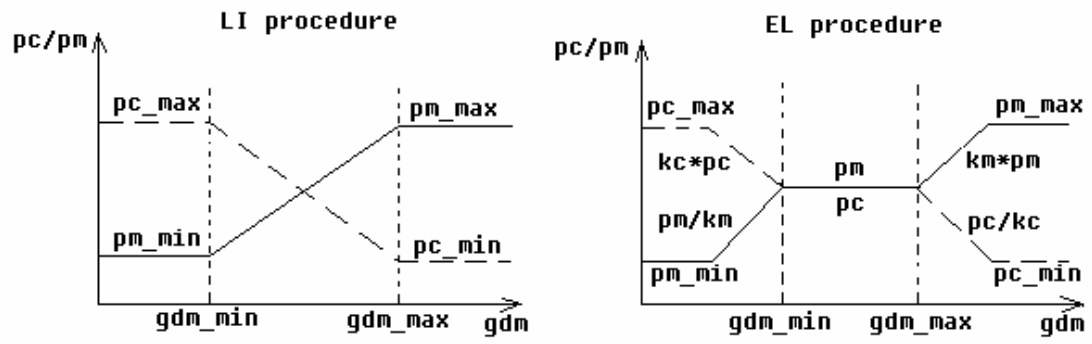 LI procedure
pc/pm
pc_max
pm_max
pm_min
pc_min
gdm_min
gdm_max
gdm
EL procedure
pc/pm
pc_max
pm_max
kc*pc
pm
km*pm
pm/km
pc
pc/kc
pm_min
pc_min
gdm_min
gdm_max
gdm